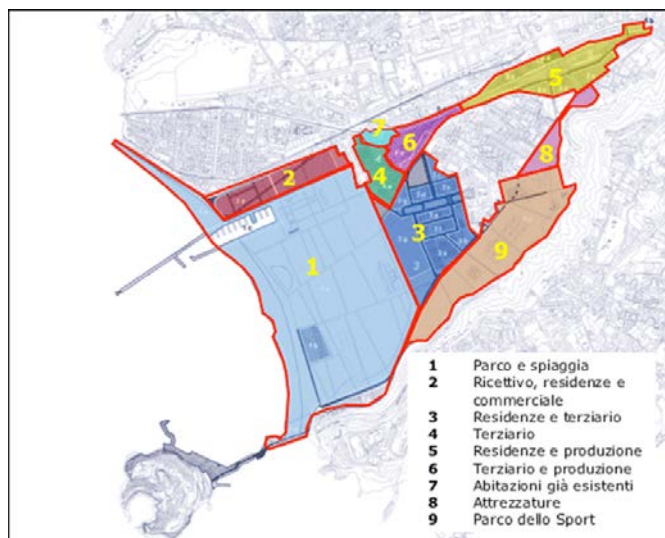 5
7
6
2
4
8
3
1
9
1 Parco e spiaggia
2 Ricettivo, residenze e
commerciale
3 Residenze e terziario
4 Terziario
5 Residenze e produzione
6 Terziario e produzione
7 Abitazioni già esistenti
8 Attrezzature
9 Parco dello Sport